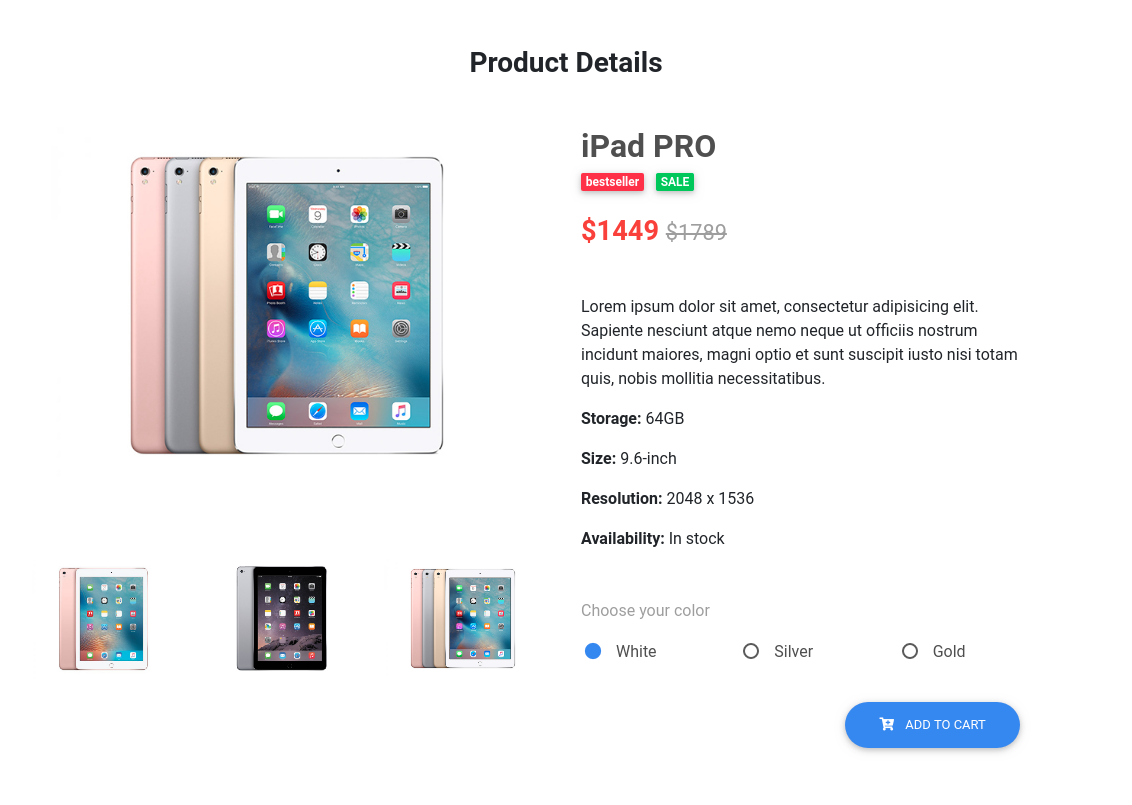 Product Details
iPad PRO
bestseller SALE
$1449 $1789
Lorem ipsum dolor sit amet, consectetur adipisicing elit.
Sapiente nesciunt atque nemo neque ut officiis nostrum
incidunt maiores, magni optio et sunt suscipit iusto nisi totam
quis, nobis mollitia necessitatibus.
Storage: 64GB
Size: 9.6-inch
Resolution: 2048 x 1536
Availability: In stock
Choose your color
White Silver Gold
ADD TO CART